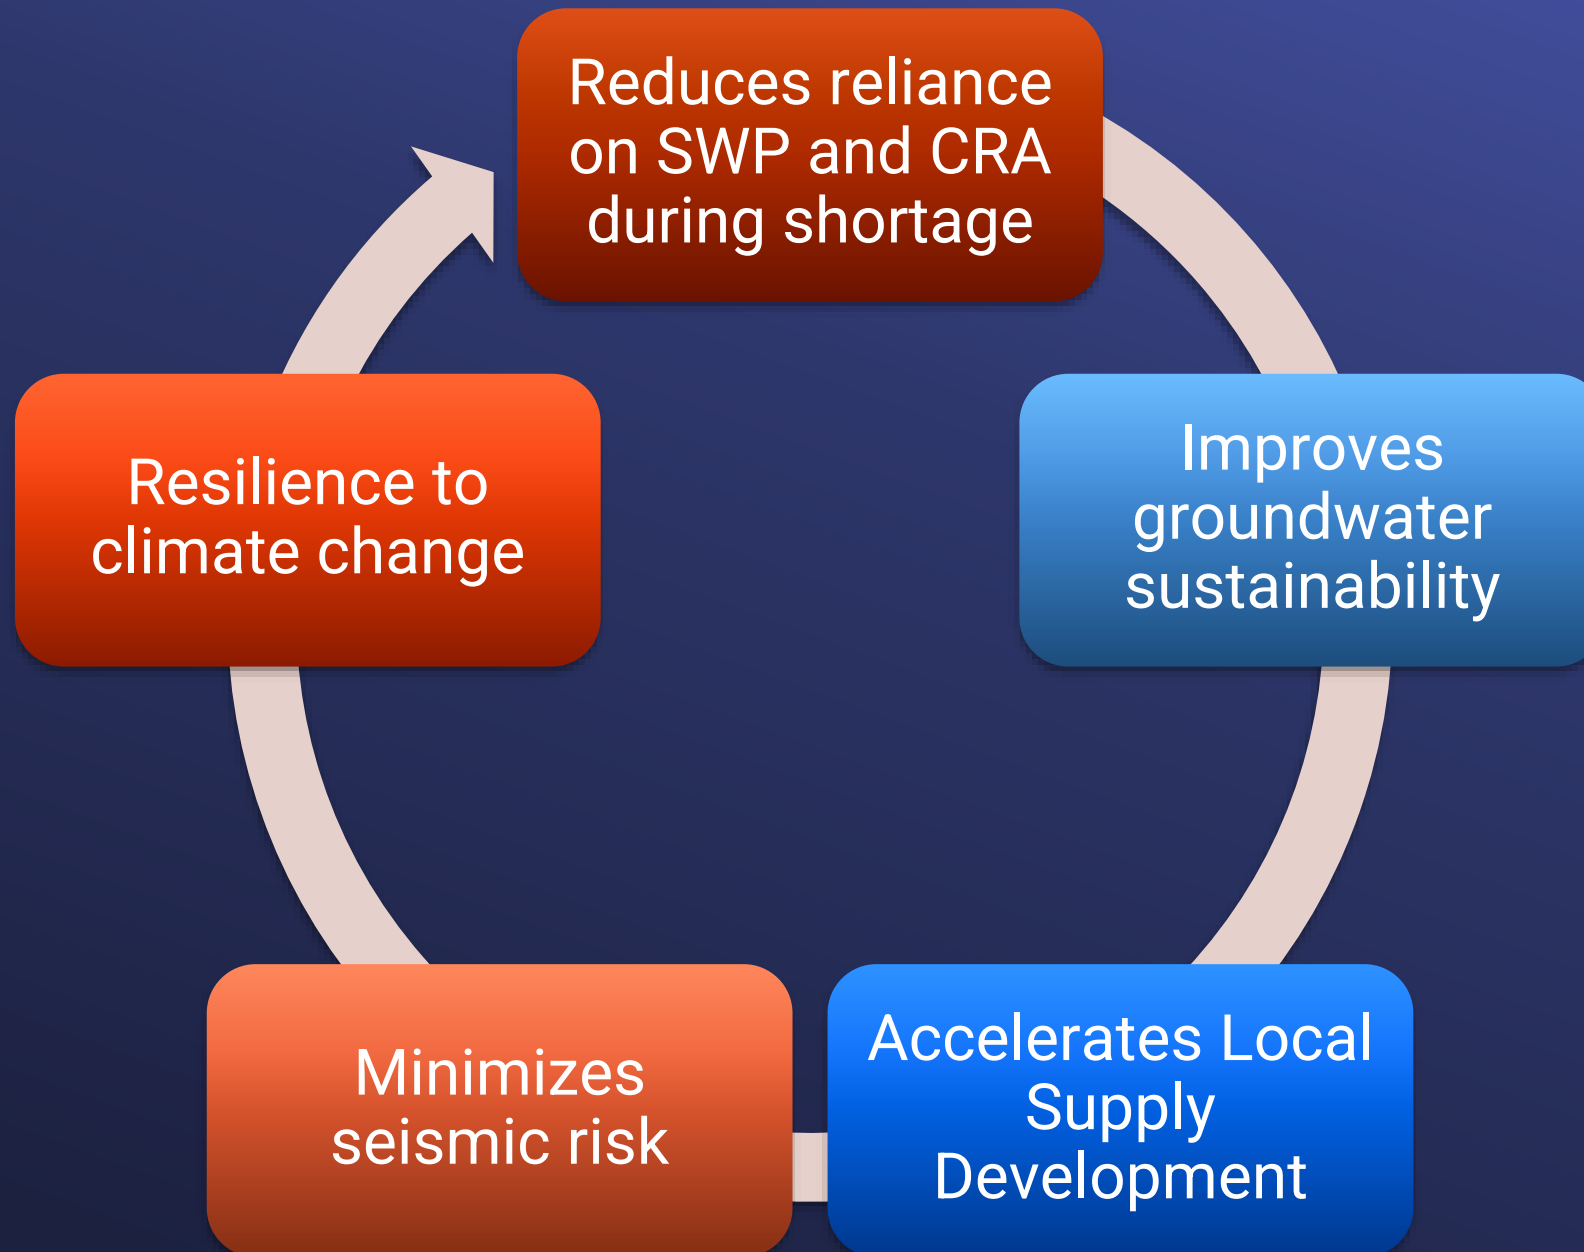 Reduces reliance
on SWP and CRA
during shortage
Improves
groundwater
sustainability
Accelerates Local
Supply
Development
Minimizes
seismic risk
Resilience to
climate change